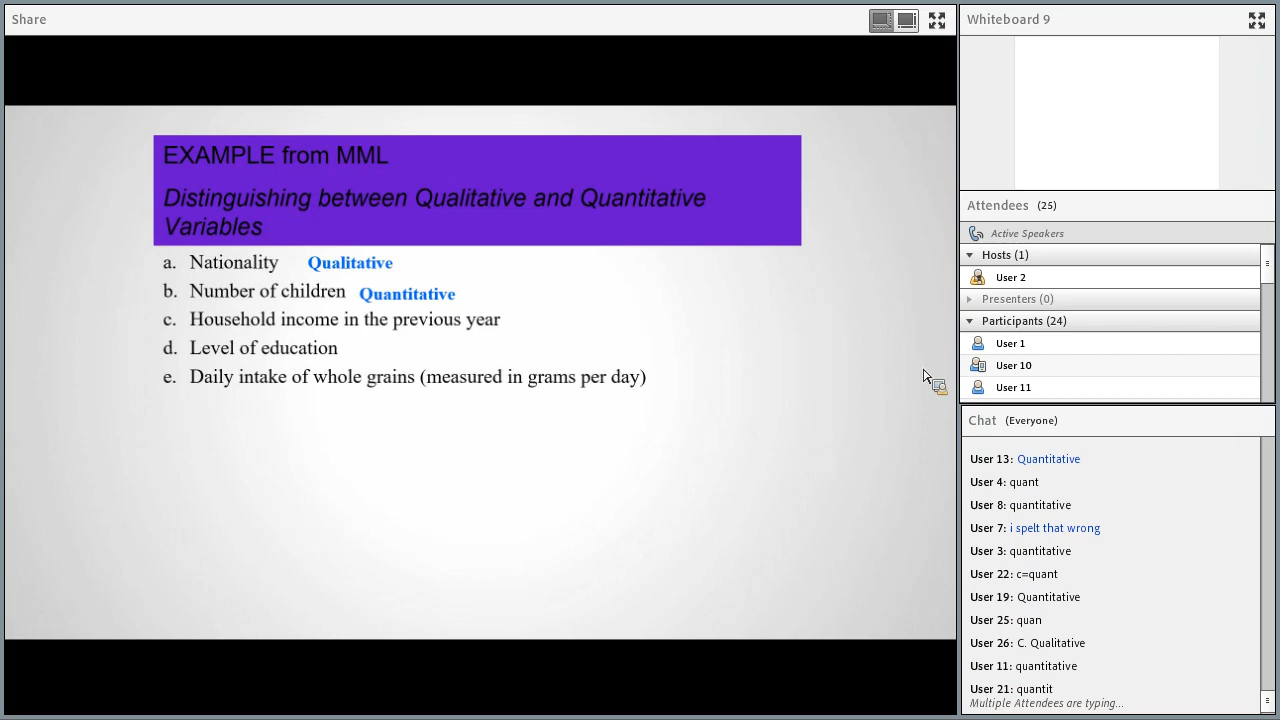 Share
EXAMPLE from MML
Distinguishing between Qualitative and Quantitative
Variables
a. Nationality Qualitative
b. Number of children Quantitative
c. Household income in the previous year
d. Level of education
e. Daily intake of whole grains (measured in grams per day)
Whiteboard 9
Attendees (25)
Active Speakers
Hosts (1)
User 2
Presenters (0)
Participants (24)
User 1
User 10
User 11
Chat (Everyone)
User 13: Quantitative
User 4: quant
User 8: quantitative
User 7: i spelt that wrong
User 3: quantitative
User 22: c=quant
User 19: Quantitative
User 25: quan
User 26: C. Qualitative
User 11: quantitative
User 21: quantit
Multiple Attendees are typing...